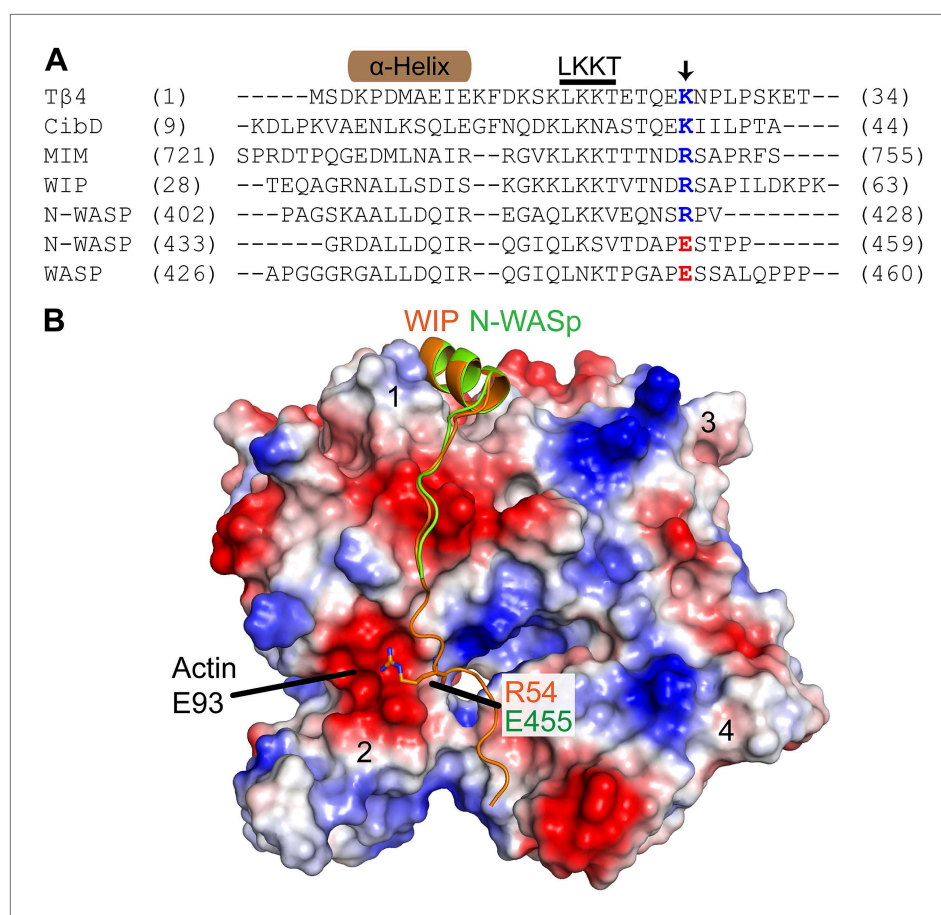 A
α-Helix
LKKT
Tβ4 (1) -----MSDKPDMAEIEKFDKSKLKKTETQEKNPLPSKET-- (34)
CibD (9) -KDLPKVAENLKSQLEGFNQDKLKNASTQEKIILPTA---- (44)
MIM (721) SPRDTPQGEDMLNAIR--RGVKLKKTTTNDRSAPRFS---- (755)
WIP (28) --TEQAGRNALLSDIS--KGKKLKKTVTNDRSAPILDKPK- (63)
N-WASP (402) ---PAGSKAALLDQIR--EGAQLKKVEQNSRPV-------- (428)
N-WASP (433) ------GRDALLDQIR--QGIQLKSVTDAPESTPP------ (459)
WASP (426) --APGGGRGALLDQIR--QGIQLNKTPGAPESSALQPPP-- (460)
B
WIP N-WASp
1
3
Actin
E93
R54
E455
2
4